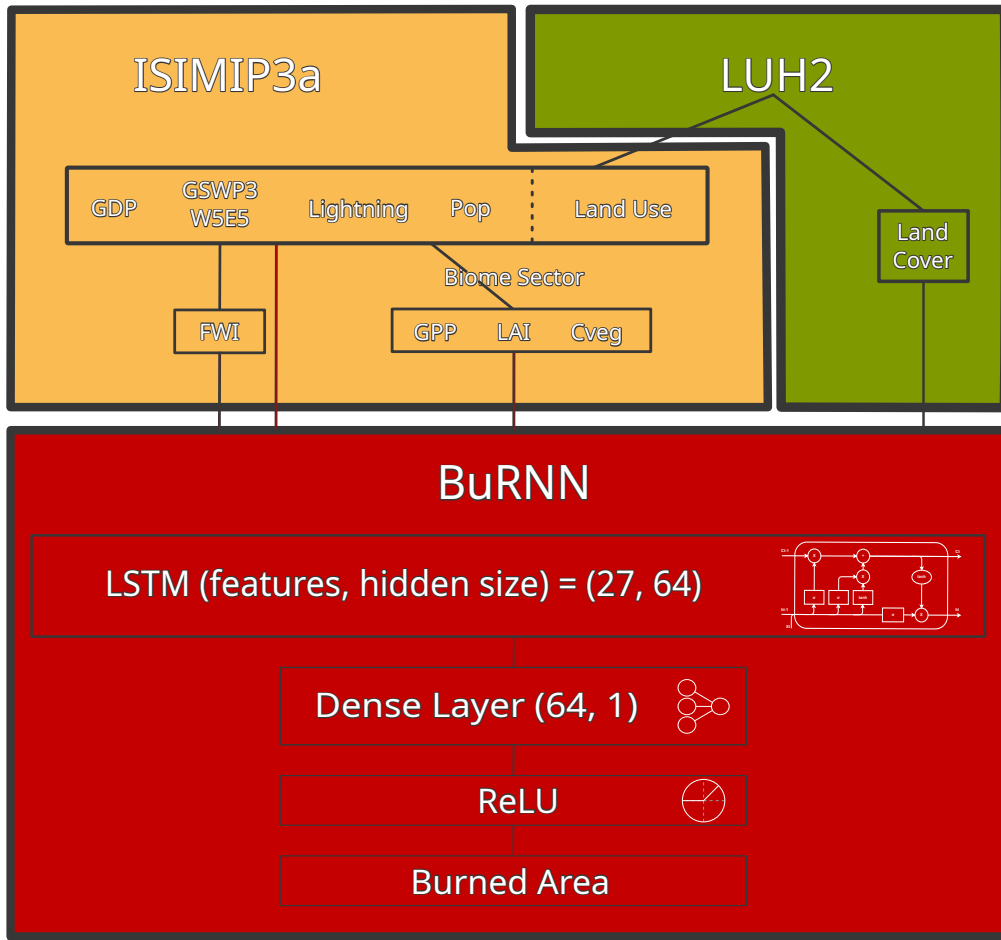 ISIMIP3a
LUH2
GDP
GSWP3
W5E5
Lightning
Pop
Land Use
Land
Cover
Biome Sector
FWI
GPP
LAI
Cveg
BuRNN
LSTM (features, hidden size) = (27, 64)
Dense Layer (64, 1)
ReLU
Burned Area